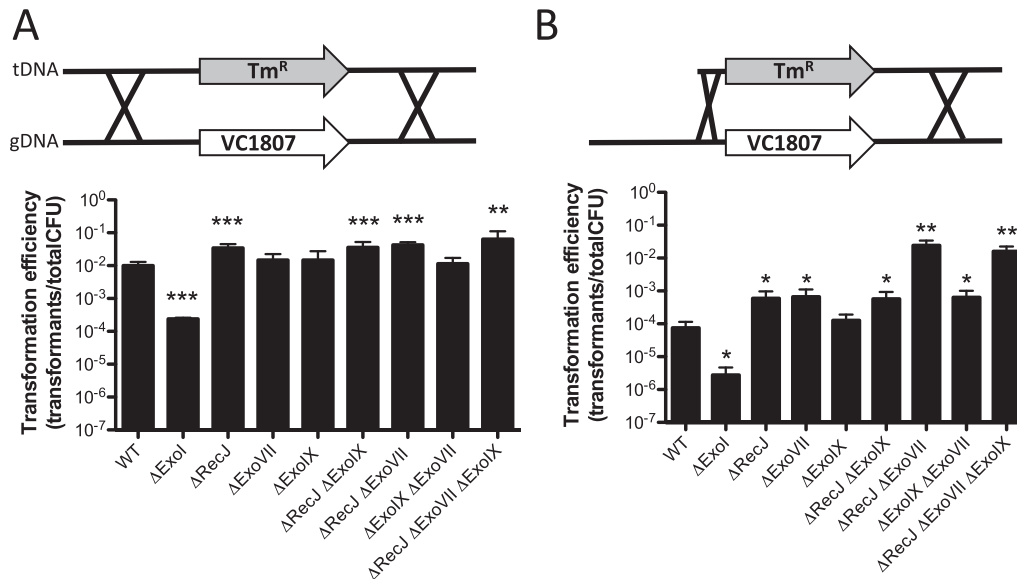 A
tDNA
Tm^R
gDNA
VC1807
Transformation efficiency
(transformants/totalCFU)
10^0
10^-1
10^-2
10^-3
10^-4
10^-5
10^-6
10^-7
***
***
***
***
**
WT
ΔExoI
ΔRecJ
ΔExoVII
ΔExoIX
ΔRecJ ΔExoIX
ΔRecJ ΔExoVII
ΔExoIX ΔExoVII
ΔRecJ ΔExoVII ΔExoIX
B
Tm^R
VC1807
Transformation efficiency
(transformants/totalCFU)
10^0
10^-1
10^-2
10^-3
10^-4
10^-5
10^-6
10^-7
*
*
*
*
**
*
**
WT
ΔExoI
ΔRecJ
ΔExoVII
ΔExoIX
ΔRecJ ΔExoIX
ΔRecJ ΔExoVII
ΔExoIX ΔExoVII
ΔRecJ ΔExoVII ΔExoIX